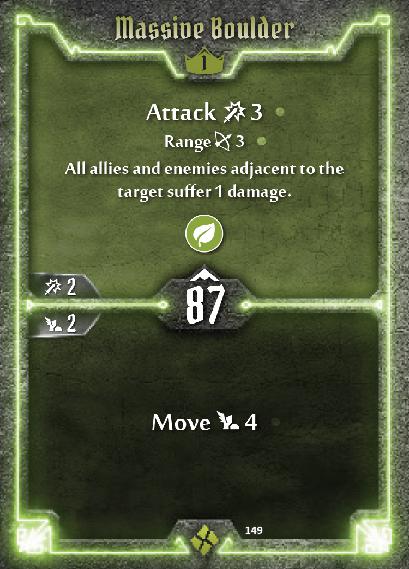 Massive Boulder
1
Attack 3
Range 3
All allies and enemies adjacent to the
target suffer 1 damage.
2
87
2
Move 4
149